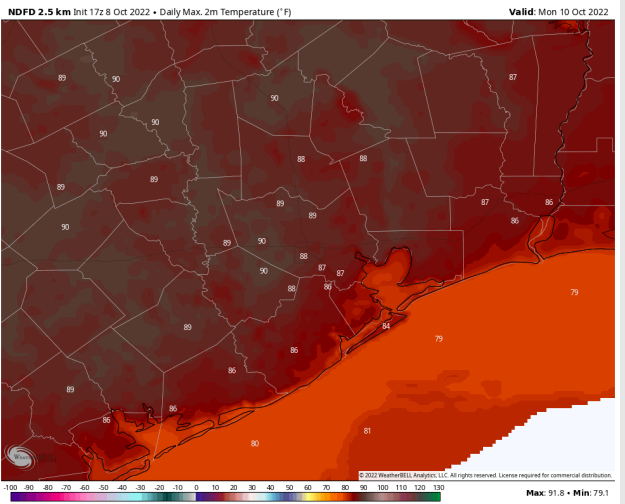 NDFD 2.5 km Init 17z 8 Oct 2022 • Daily Max. 2m Temperature (°F)
Valid: Mon 10 Oct 2022
89 90 87
90
90 90
88 88
89 89
89 87 86
89 86
90 89 90
88
90 87 87
88 86
89 84
79
79
86
86
89
86 86
80 81
© 2022 WeatherBELL Analytics, LLC. All rights reserved. License required for commercial distribution.
-100 -90 -80 -70 -60 -50 -40 -30 -20 -10 0 10 20 30 40 50 60 70 80 90 100 110 120 130
Max: 91.8 • Min: 79.1